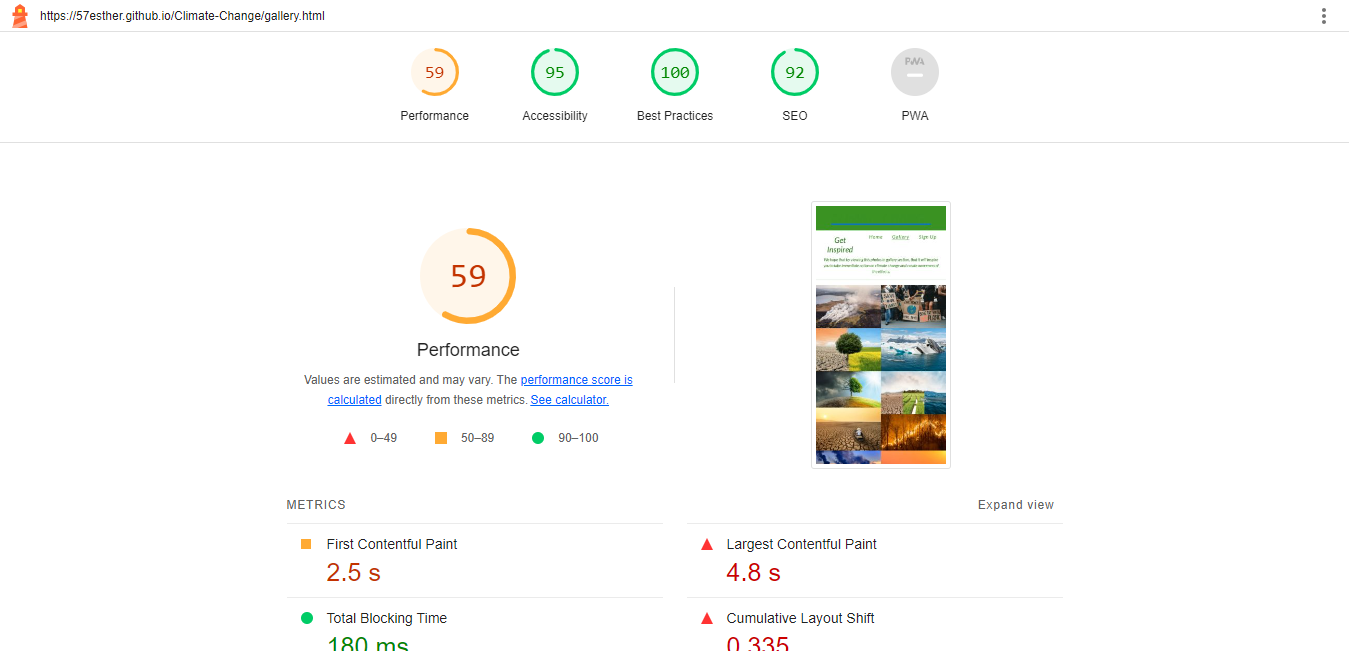 https://57esther.github.io/Climate-Change/gallery.html
59 95 100 92 PWA
Performance Accessibility Best Practices SEO PWA
59
Performance
Values are estimated and may vary. The performance score is
calculated directly from these metrics. See calculator.
0–49 50–89 90–100
Get
Inspired
Home Gallery Sign Up
METRICS
Expand view
First Contentful Paint
2.5 s
Largest Contentful Paint
4.8 s
Total Blocking Time
180 ms
Cumulative Layout Shift
0.335